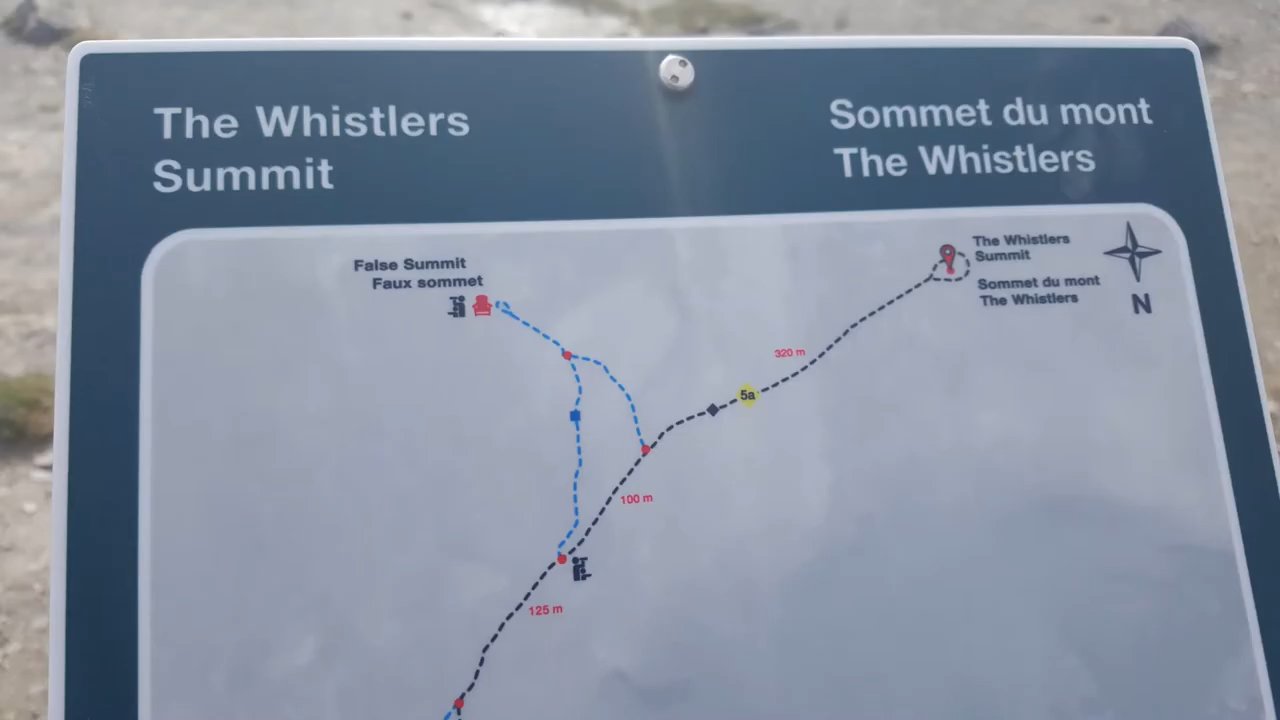 The Whistlers
Summit
Sommet du mont
The Whistlers
False Summit
Faux sommet
The Whistlers
Summit
Sommet du mont
The Whistlers
N
320 m
5a
100 m
125 m